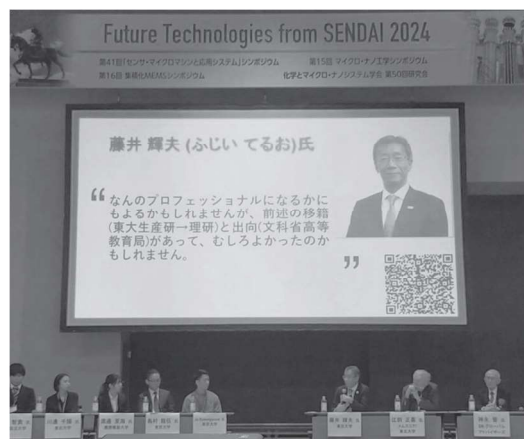 Future Technologies from SENDAI 2024
第41回「センサ・マイクロマシンと応用システム」シンポジウム 第15回 マイクロ・ナノ工学シンポジウム
第16回 集積化MEMSシンポジウム 化学とマイクロ・ナノシステム学会 第50回研究会
藤井 輝夫 (ふじい てるお)氏
“ なんのプロフェッショナルになるかに
もよるかもしれませんが、前述の移籍
(東大生産研→理研)と出向(文科省高等
教育局)があって、むしろよかったのか
もしれません。 ”